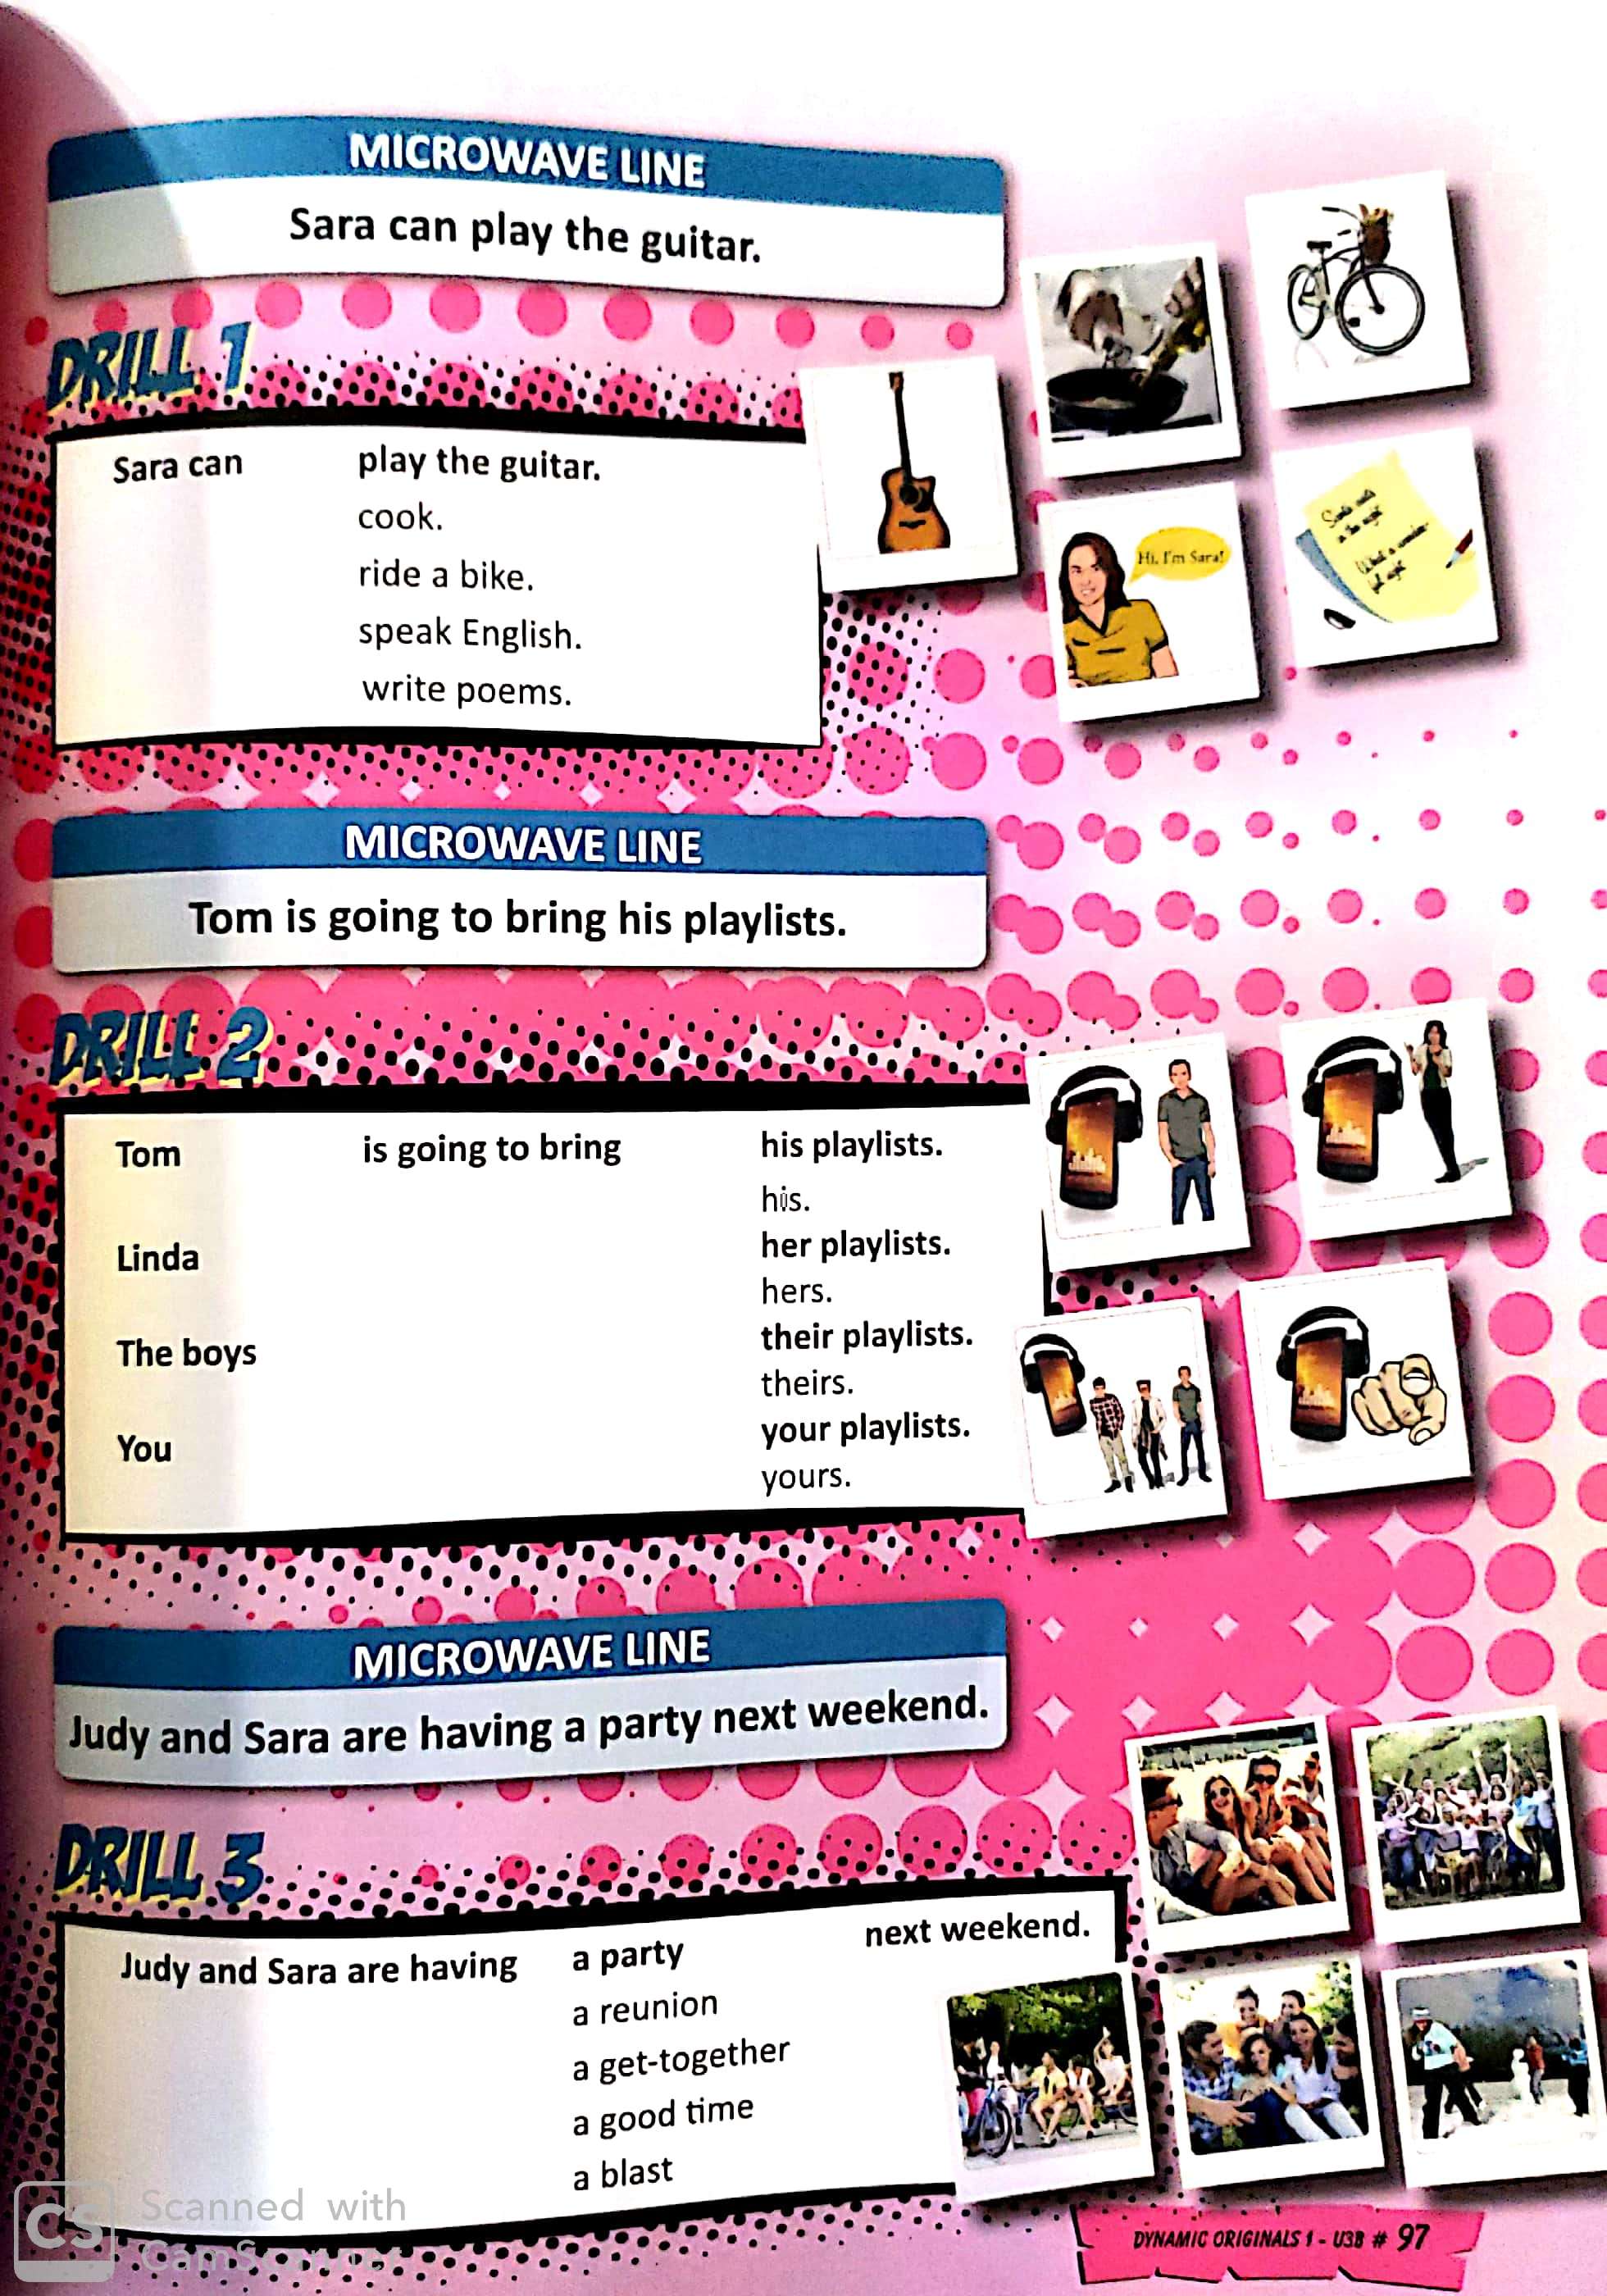 MICROWAVE LINE
Sara can play the guitar.
DRILL 1
Sara can play the guitar.
cook.
ride a bike.
speak English.
write poems.
Hi, I'm Sara!
MICROWAVE LINE
Tom is going to bring his playlists.
DRILL 2
Tom is going to bring his playlists.
his.
Linda her playlists.
hers.
The boys their playlists.
theirs.
You your playlists.
yours.
MICROWAVE LINE
Judy and Sara are having a party next weekend.
DRILL 3
Judy and Sara are having a party next weekend.
a reunion
a get-together
a good time
a blast
DYNAMIC ORIGINALS 1 - U3B # 97
CS Scanned with
CamScanner